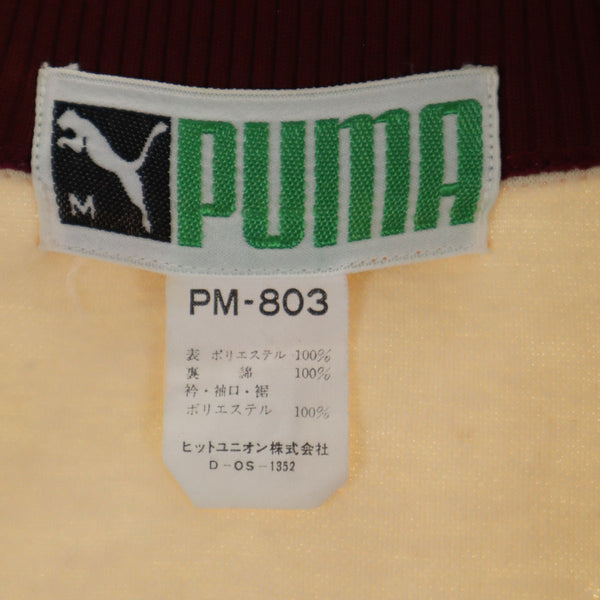 M
PUMA
PM-803
表 ポリエステル 100%
裏 綿 100%
衿・袖口・裾
ポリエステル 100%
ヒットユニオン株式会社
D-OS-1352